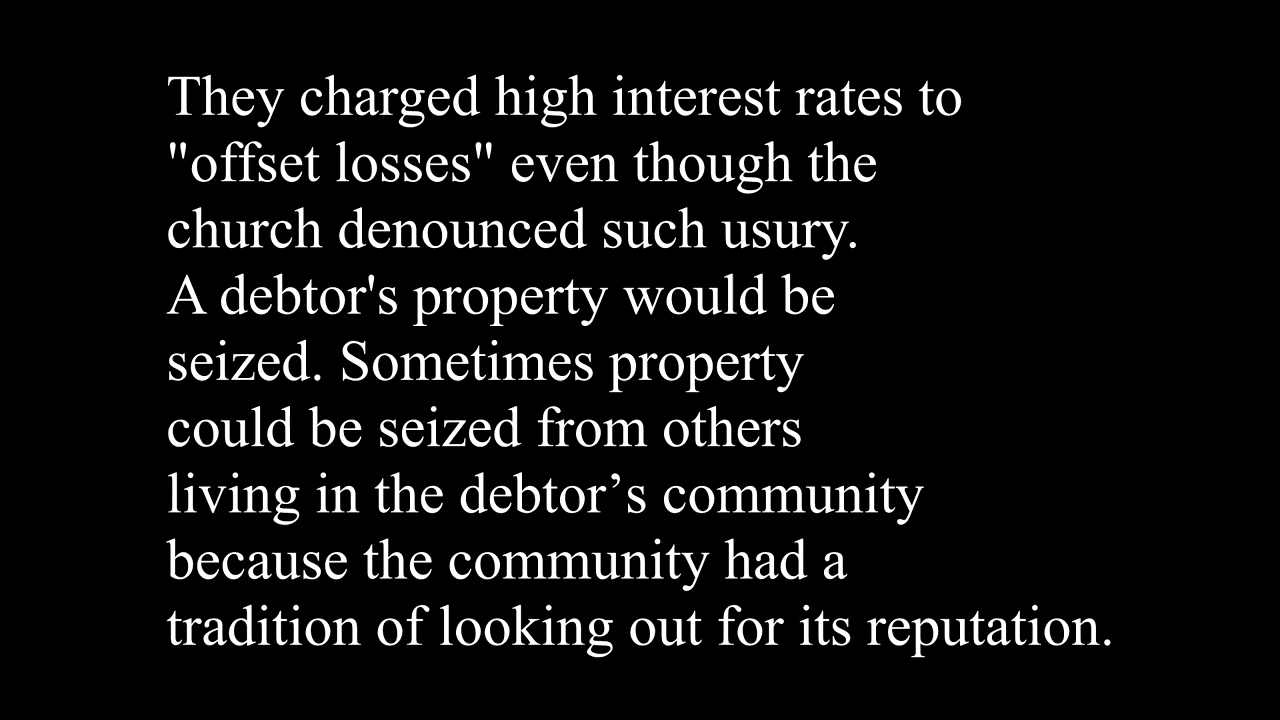 They charged high interest rates to
"offset losses" even though the
church denounced such usury.
A debtor's property would be
seized. Sometimes property
could be seized from others
living in the debtor’s community
because the community had a
tradition of looking out for its reputation.